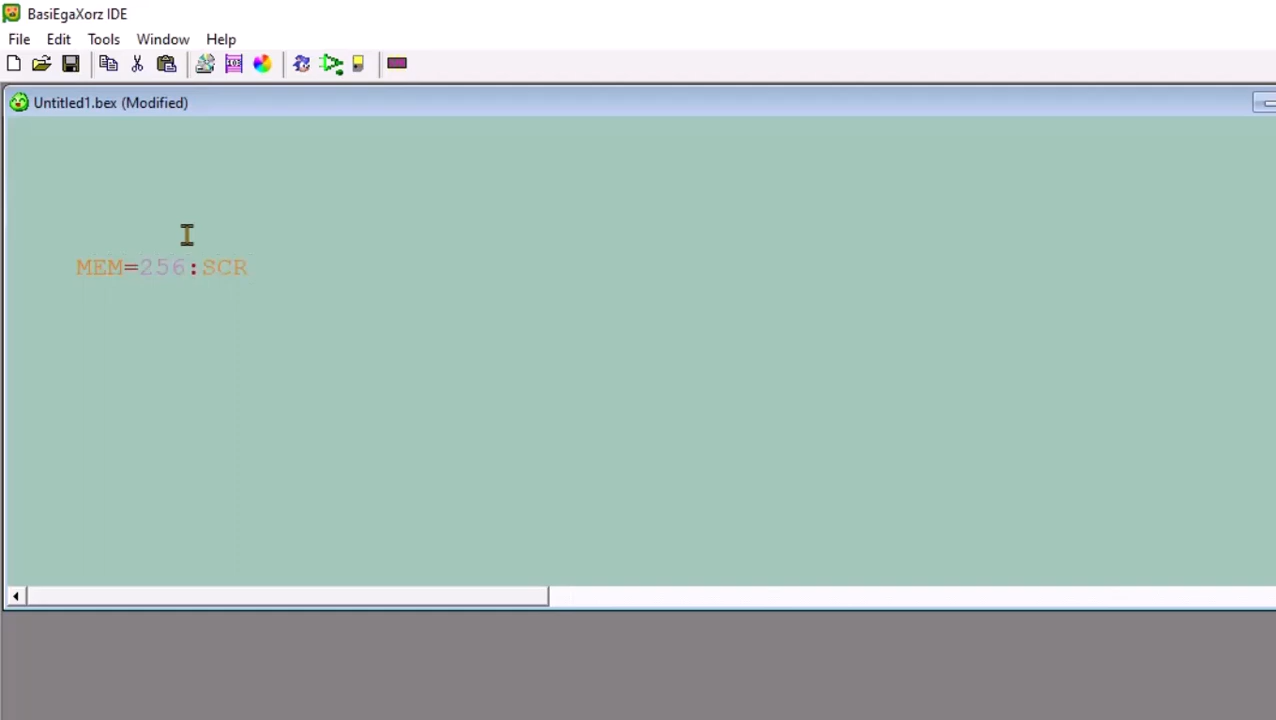 BasiEgaXorz IDE
File Edit Tools Window Help
Untitled1.bex (Modified)
MEM=256:SCR